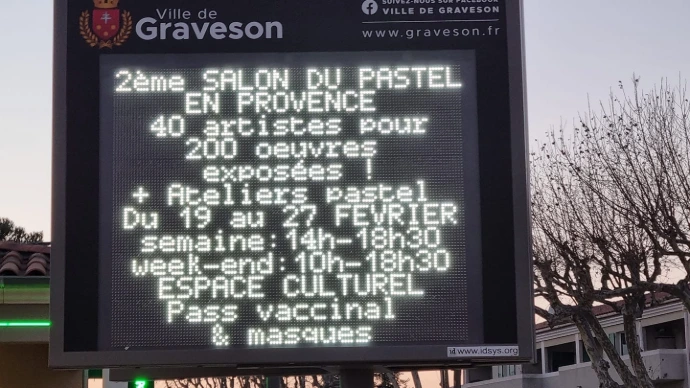 Ville de
Graveson
SUIVEZ-NOUS SUR FACEBOOK
VILLE DE GRAVESON
www.graveson.fr
2ème SALON DU PASTEL
EN PROVENCE
40 artistes pour
200 oeuvres
exposées !
+ Ateliers pastel
Du 19 au 27 FÉVRIER
semaine:14h-18h30
week-end:10h-18h30
ESPACE CULTUREL
Pass vaccinal
& masques
www.idsys.org